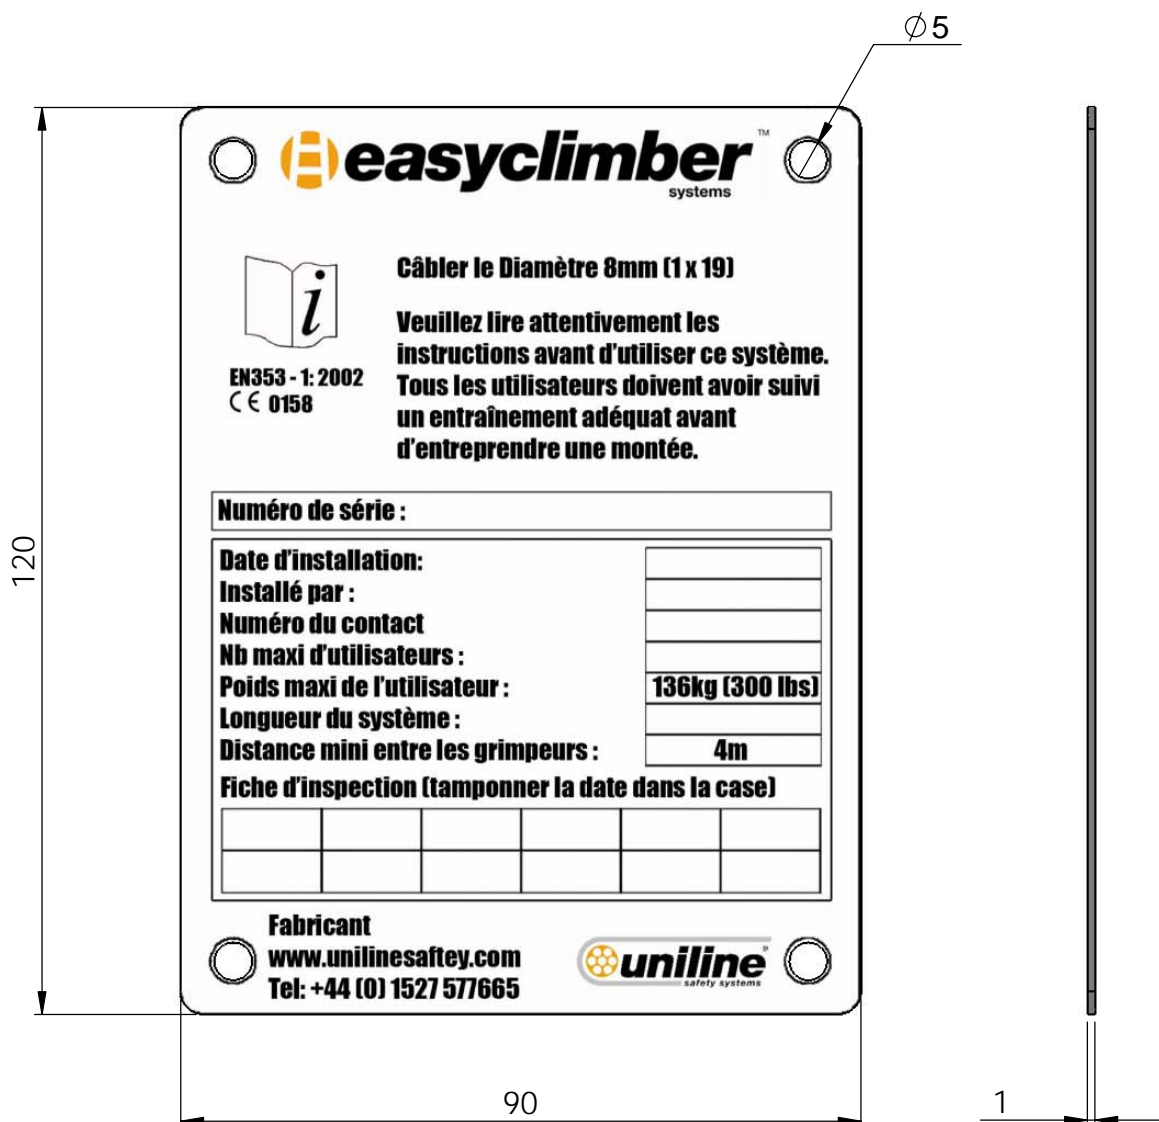 ⌀5
easyclimber™
systems
Câbler le Diamètre 8mm (1 x 19)
i
Veuillez lire attentivement les
instructions avant d'utiliser ce système.
Tous les utilisateurs doivent avoir suivi
un entraînement adéquat avant
d'entreprendre une montée.
EN353 - 1: 2002
CE 0158
Numéro de série :
120
Date d'installation:
Installé par :
Numéro du contact
Nb maxi d'utilisateurs :
Poids maxi de l'utilisateur : 136kg (300 lbs)
Longueur du système :
Distance mini entre les grimpeurs : 4m
Fiche d'inspection (tamponner la date dans la case)
Fabricant
www.unilinesaftey.com
Tel: +44 (0) 1527 577665
uniline®
safety systems
90
1